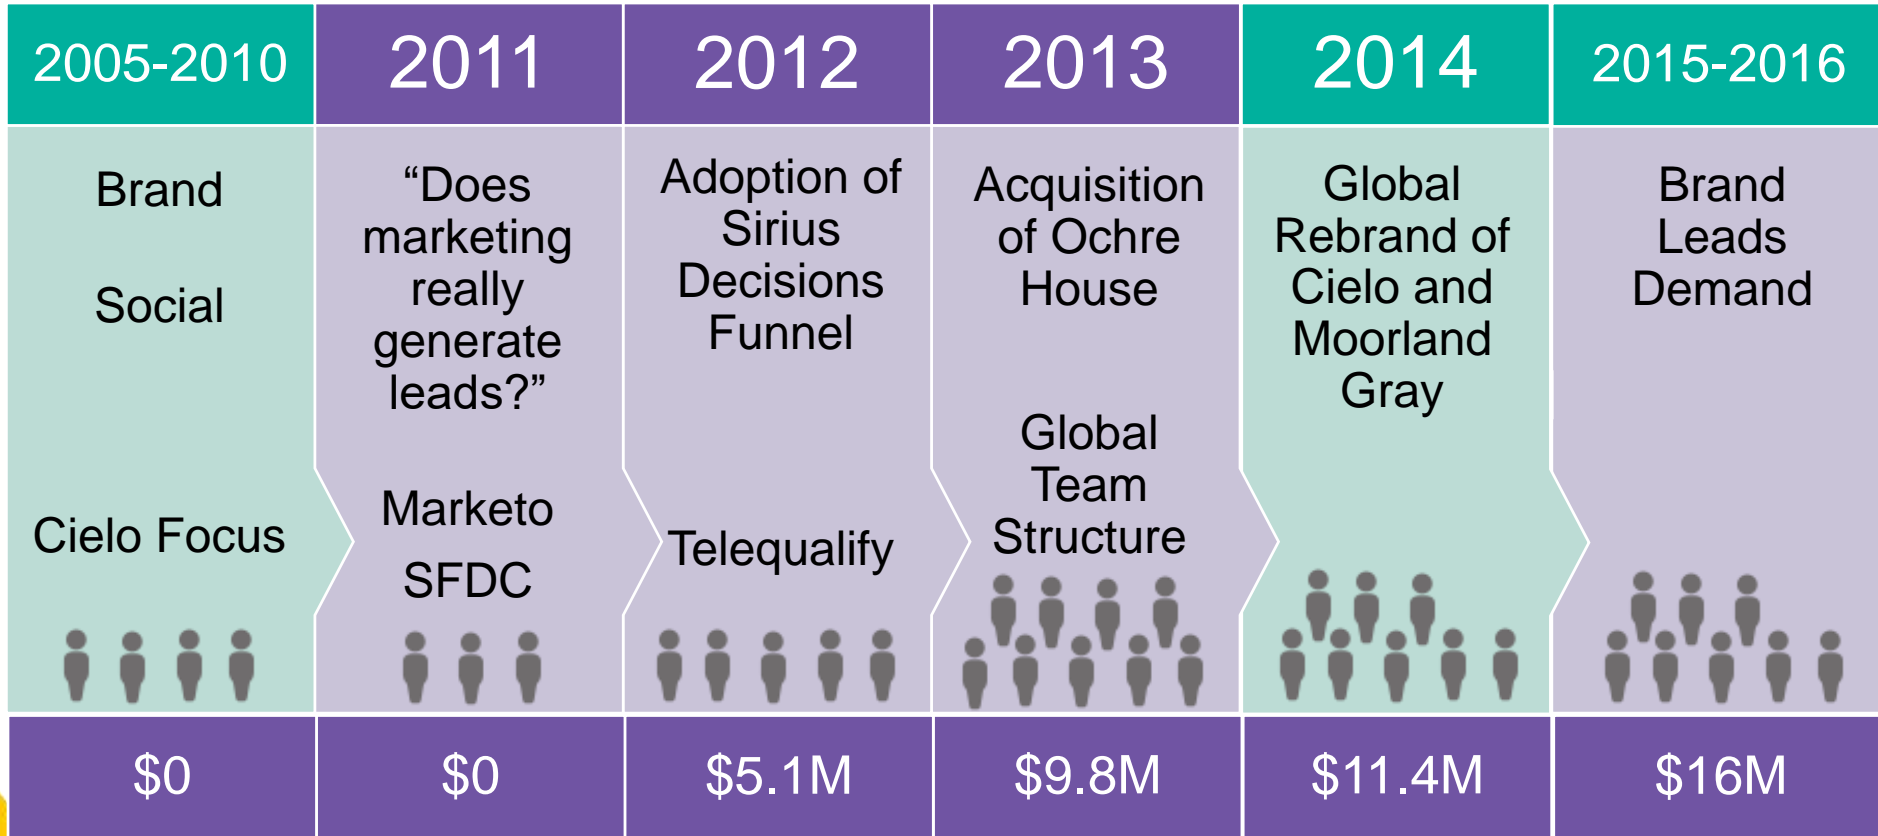 2005-2010
2011
2012
2013
2014
2015-2016
Brand
Social
Cielo Focus
“Does
marketing
really
generate
leads?”
Marketo
SFDC
Adoption of
Sirius
Decisions
Funnel
Telequalify
Acquisition
of Ochre
House
Global
Team
Structure
Global
Rebrand of
Cielo and
Moorland
Gray
Brand
Leads
Demand
$0
$0
$5.1M
$9.8M
$11.4M
$16M